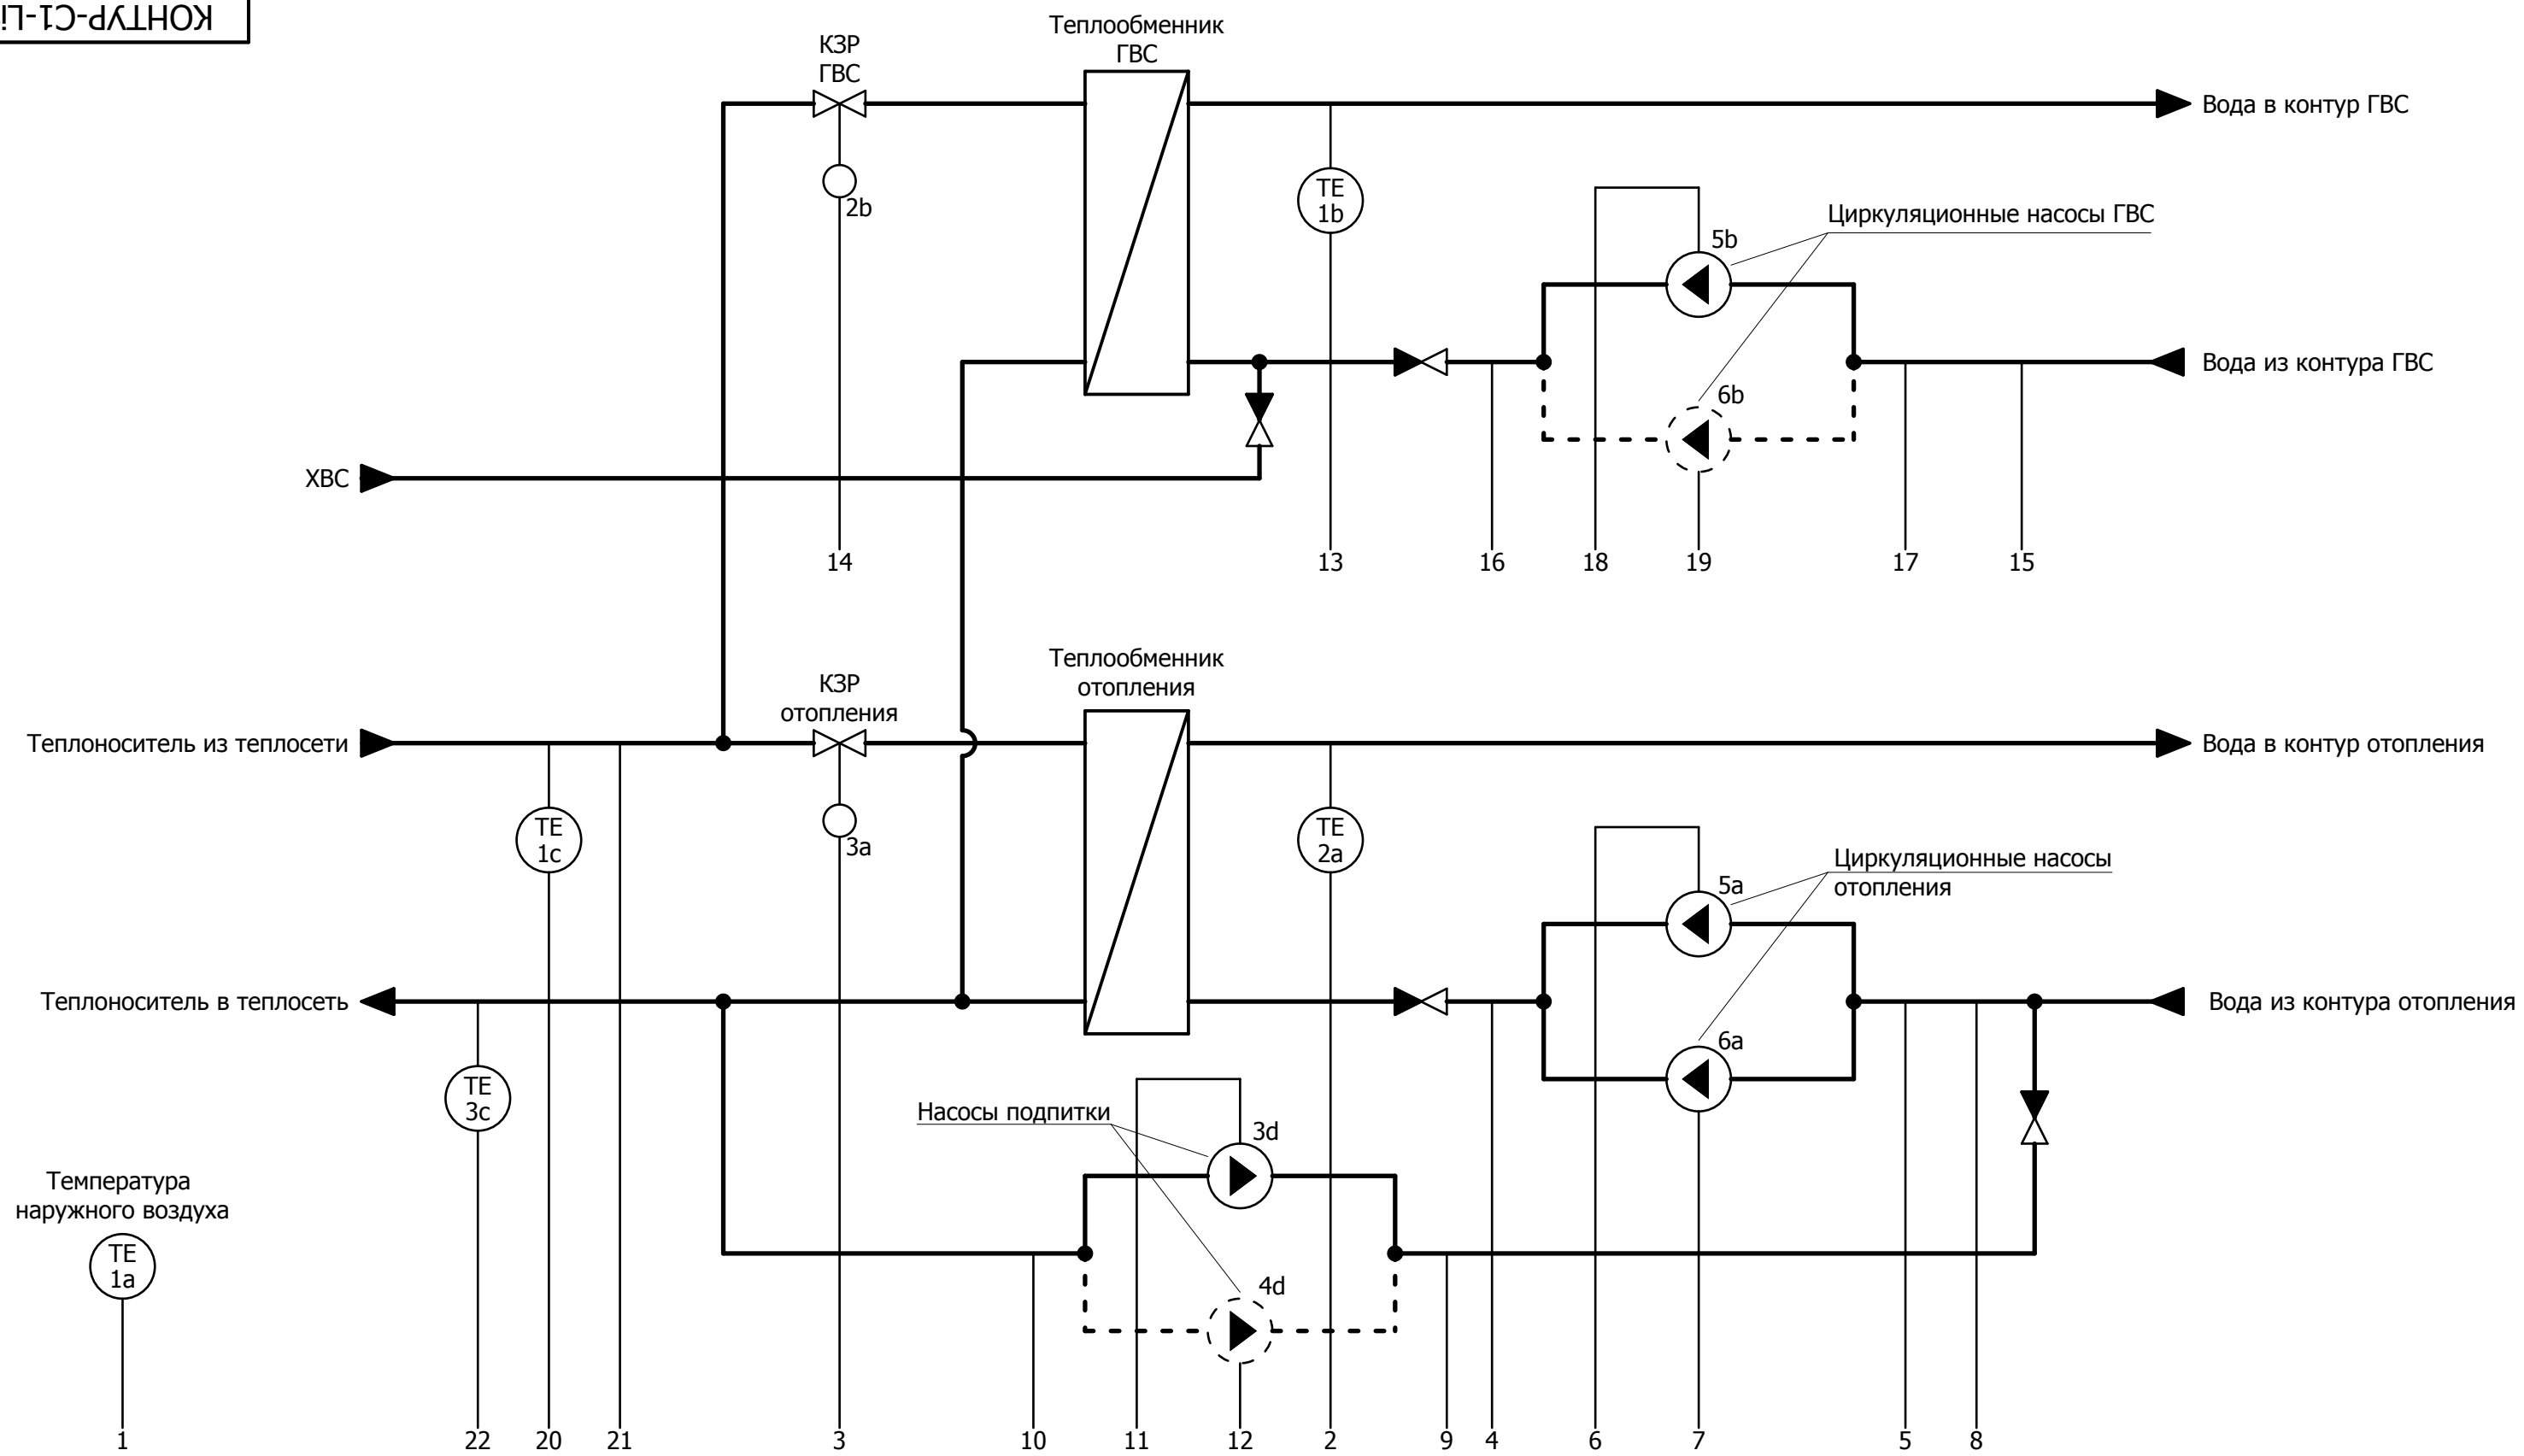 КОНТУР-С1-Li
Теплообменник
ГВС
КЗР
ГВС
Вода в контур ГВС
2b
TE
1b
Циркуляционные насосы ГВС
5b
Вода из контура ГВС
6b
ХВС
14
13
16
18
19
17
15
Теплообменник
отопления
КЗР
отопления
Теплоноситель из теплосети
Вода в контур отопления
TE
1c
3a
TE
2a
Циркуляционные насосы
отопления
5a
Теплоноситель в теплосеть
Вода из контура отопления
6a
TE
3c
Насосы подпитки
3d
Температура
наружного воздуха
TE
1a
4d
1
22
20
21
3
10
11
12
2
9
4
6
7
5
8